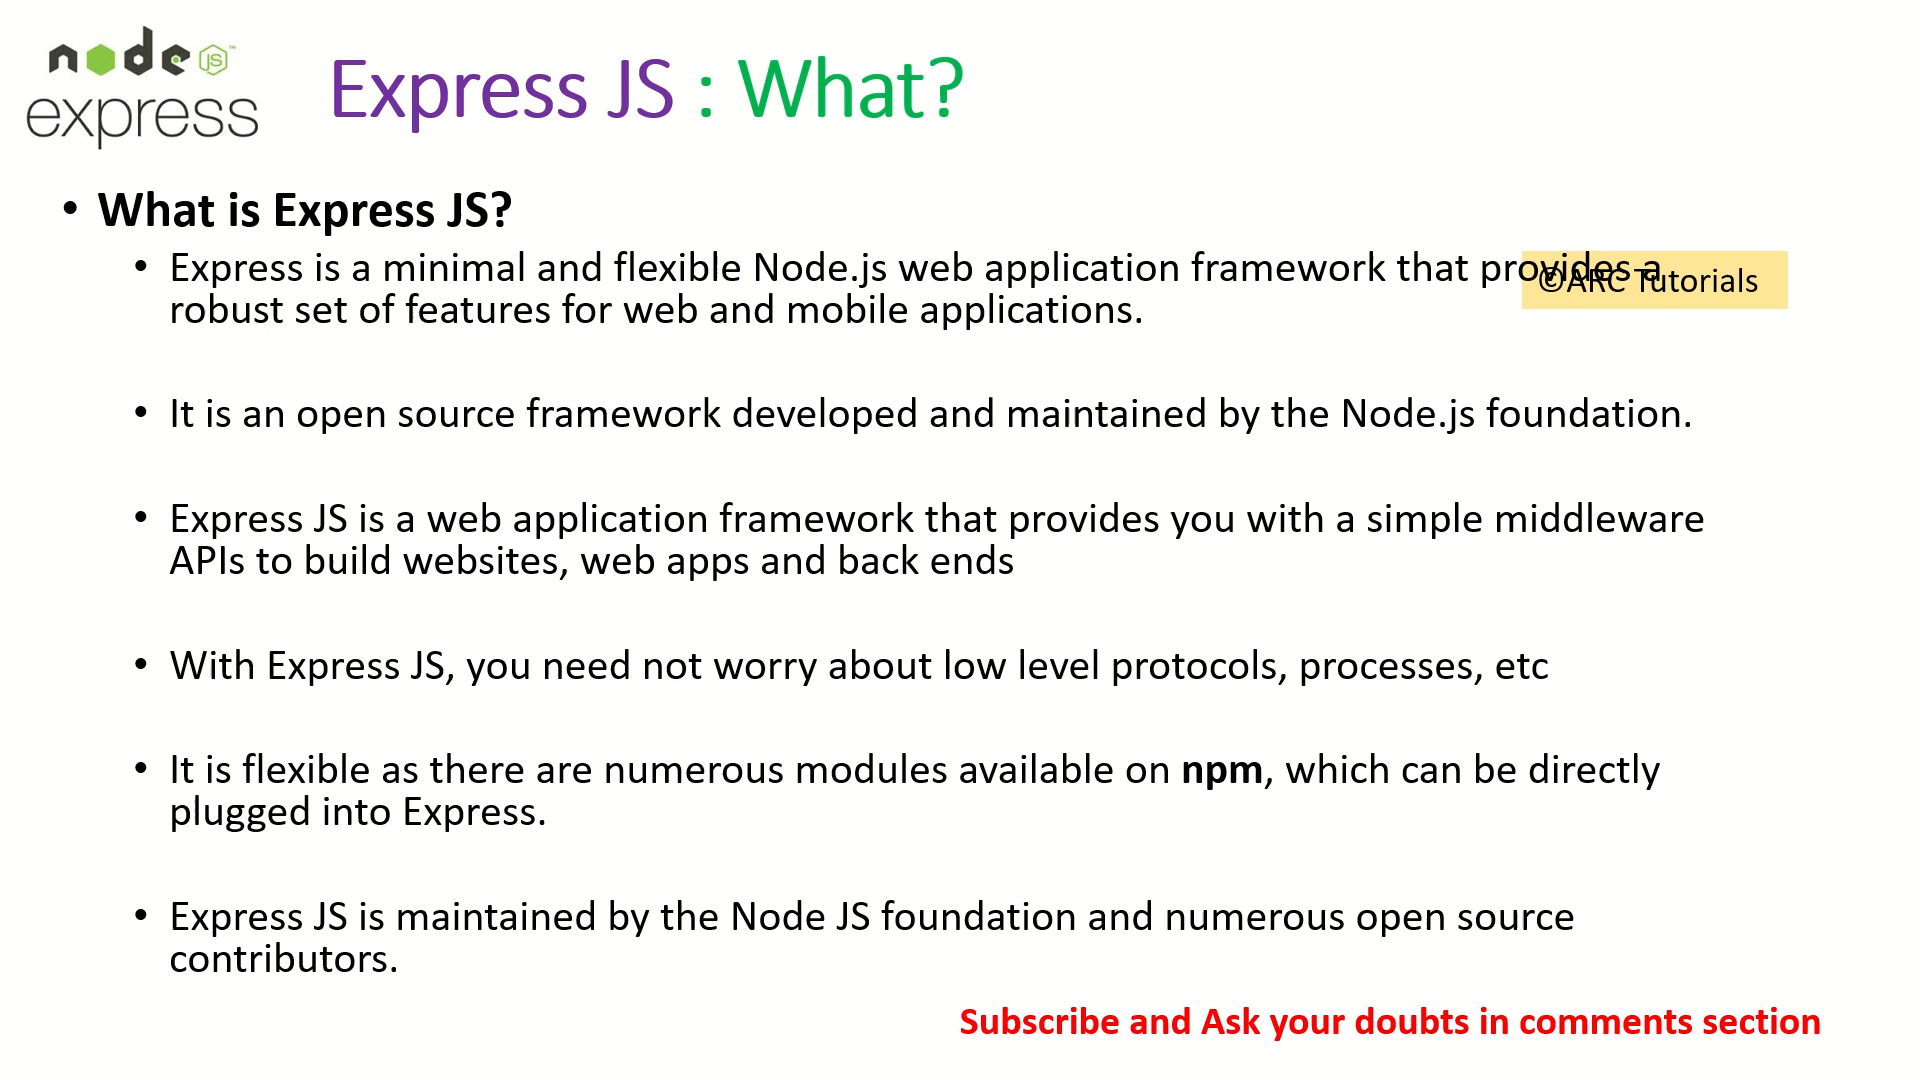 node JS™
express
Express JS : What?
• What is Express JS?
• Express is a minimal and flexible Node.js web application framework that provides a
©ARC Tutorials
robust set of features for web and mobile applications.
• It is an open source framework developed and maintained by the Node.js foundation.
• Express JS is a web application framework that provides you with a simple middleware
APIs to build websites, web apps and back ends
• With Express JS, you need not worry about low level protocols, processes, etc
• It is flexible as there are numerous modules available on npm, which can be directly
plugged into Express.
• Express JS is maintained by the Node JS foundation and numerous open source
contributors.
Subscribe and Ask your doubts in comments section